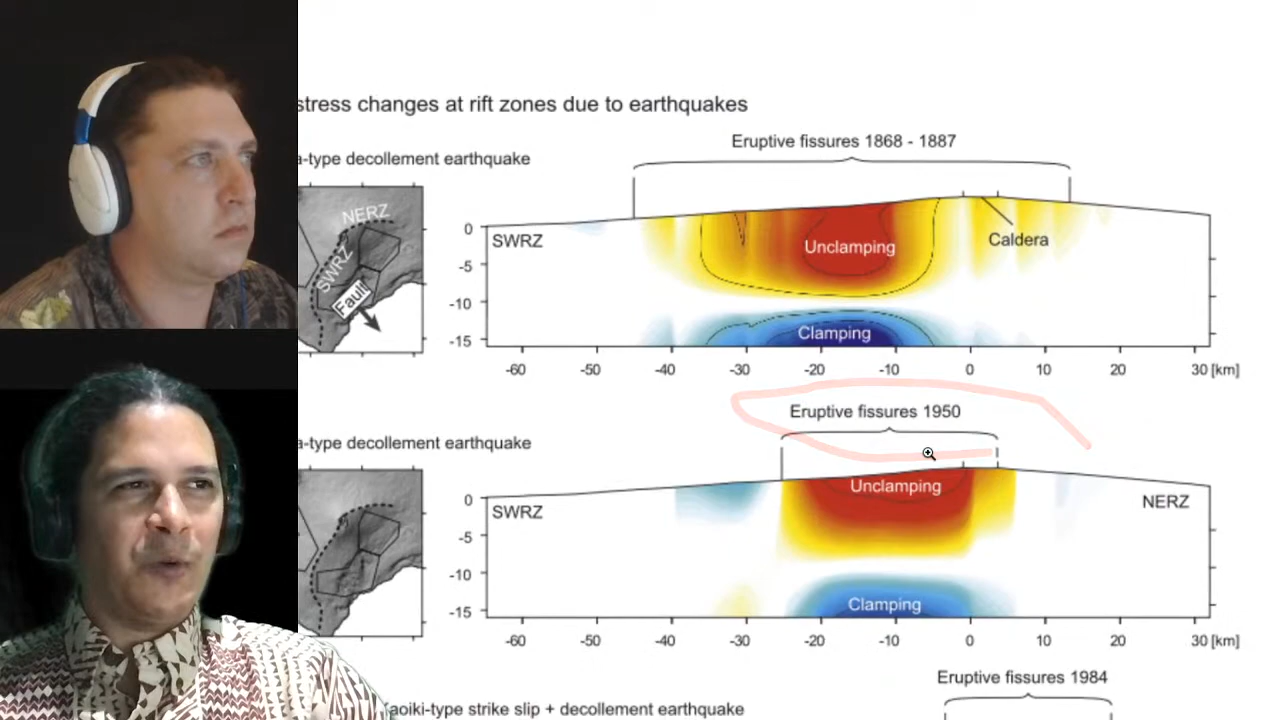 stress changes at rift zones due to earthquakes
Eruptive fissures 1868 - 1887
a-type decollement earthquake
NERZ
SWRZ
Fault
0
-5
-10
-15
SWRZ
Unclamping
Caldera
Clamping
-60 -50 -40 -30 -20 -10 0 10 20 30 [km]
Eruptive fissures 1950
a-type decollement earthquake
0
-5
-10
-15
SWRZ
Unclamping
NERZ
Clamping
-60 -50 -40 -30 -20 -10 0 10 20 30 [km]
Eruptive fissures 1984
aoiki-type strike slip + decollement earthquake